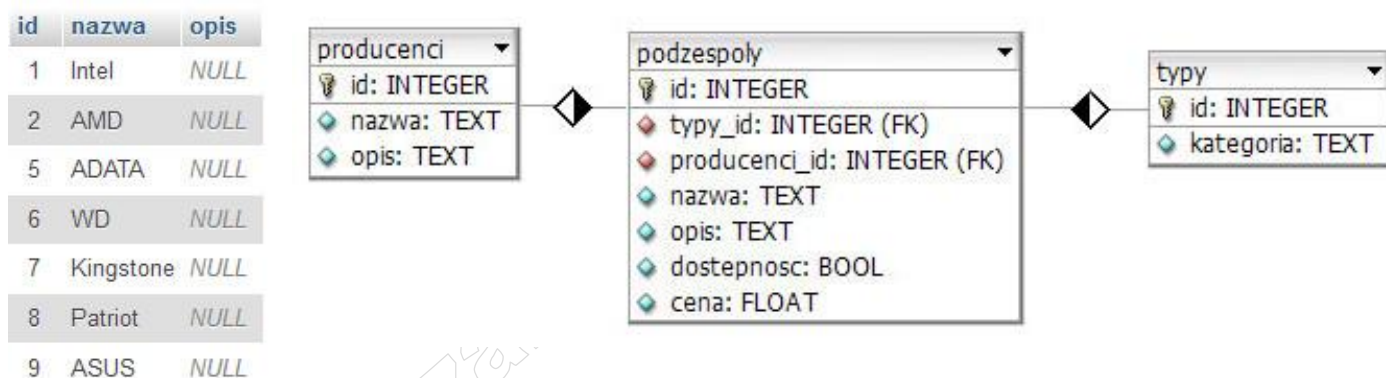 id nazwa opis
1 Intel NULL
2 AMD NULL
5 ADATA NULL
6 WD NULL
7 Kingstone NULL
8 Patriot NULL
9 ASUS NULL
producenci
id: INTEGER
nazwa: TEXT
opis: TEXT
podzespoly
id: INTEGER
typy_id: INTEGER (FK)
producenci_id: INTEGER (FK)
nazwa: TEXT
opis: TEXT
dostepnosc: BOOL
cena: FLOAT
typy
id: INTEGER
kategoria: TEXT